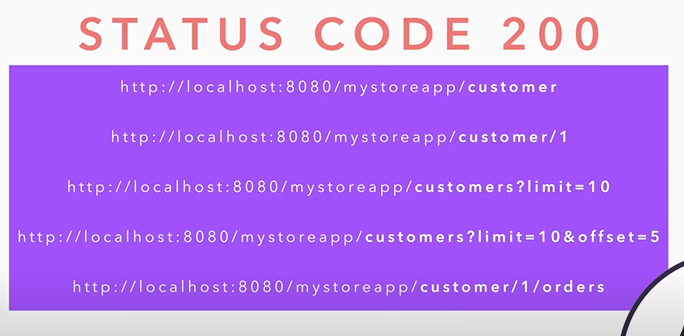 STATUS CODE 200
http://localhost:8080/mystoreapp/customer
http://localhost:8080/mystoreapp/customer/1
http://localhost:8080/mystoreapp/customers?limit=10
http://localhost:8080/mystoreapp/customers?limit=10&offset=5
http://localhost:8080/mystoreapp/customer/1/orders